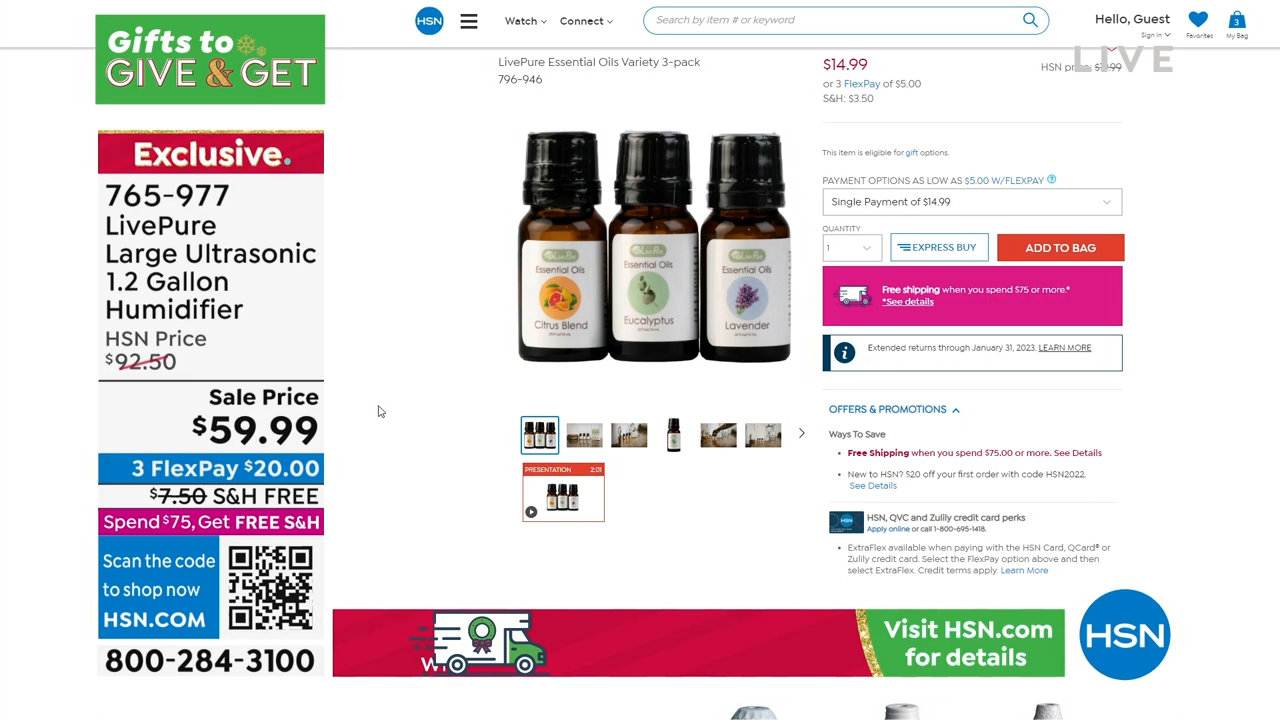 Gifts to
GIVE & GET
Exclusive.
765-977
LivePure
Large Ultrasonic
1.2 Gallon
Humidifier
HSN Price
$92.50
Sale Price
$59.99
3 FlexPay $20.00
$7.50 S&H FREE
Spend $75, Get FREE S&H
Scan the code
to shop now
HSN.COM
800-284-3100
HSN
Watch
Connect
Search by item # or keyword
Hello, Guest
Sign in
Favorites
3
My Bag
LIVE
LivePure Essential Oils Variety 3-pack
796-946
$14.99
HSN price:
or 3 FlexPay of $5.00
S&H: $3.50
Essential Oils
Citrus Blend
Essential Oils
Eucalyptus
Essential Oils
Lavender
This item is eligible for gift options.
PAYMENT OPTIONS AS LOW AS $5.00 W/FLEXPAY
Single Payment of $14.99
QUANTITY
1
EXPRESS BUY
ADD TO BAG
Free shipping when you spend $75 or more.*
*See details
Extended returns through January 31, 2023. LEARN MORE
PRESENTATION 2:01
OFFERS & PROMOTIONS
Ways To Save
Free Shipping when you spend $75.00 or more. See Details
New to HSN? $20 off your first order with code HSN2022.
See Details
HSN, QVC and Zulily credit card perks
Apply online or call 1-800-695-1418.
ExtraFlex available when paying with the HSN Card, QCard® or
Zulily credit card. Select the FlexPay option above and then
select ExtraFlex. Credit terms apply. Learn More
Visit HSN.com
for details
HSN